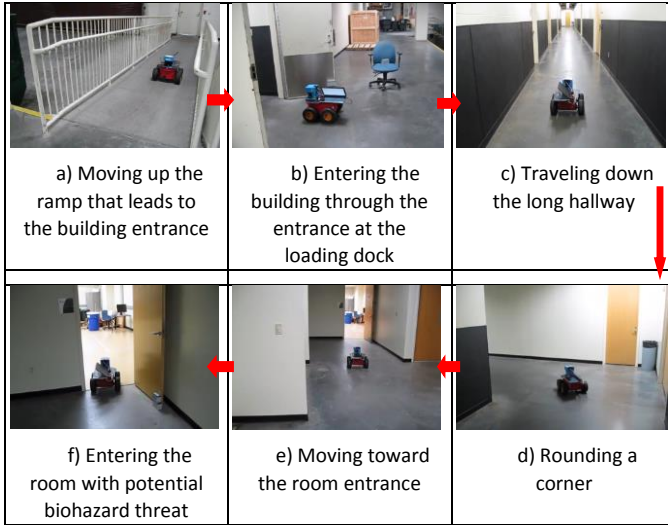 a) Moving up the
ramp that leads to
the building entrance
b) Entering the
building through the
entrance at the
loading dock
c) Traveling down
the long hallway
f) Entering the
room with potential
biohazard threat
e) Moving toward
the room entrance
d) Rounding a
corner